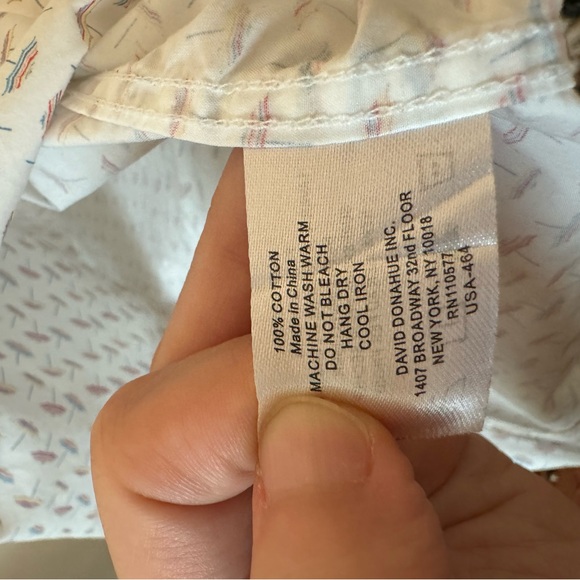 100% COTTON
Made in China
MACHINE WASH WARM
DO NOT BLEACH
HANG DRY
COOL IRON
DAVID DONAHUE INC.
1407 BROADWAY 32nd FLOOR
NEW YORK, NY 10018
RN110577
USA-464